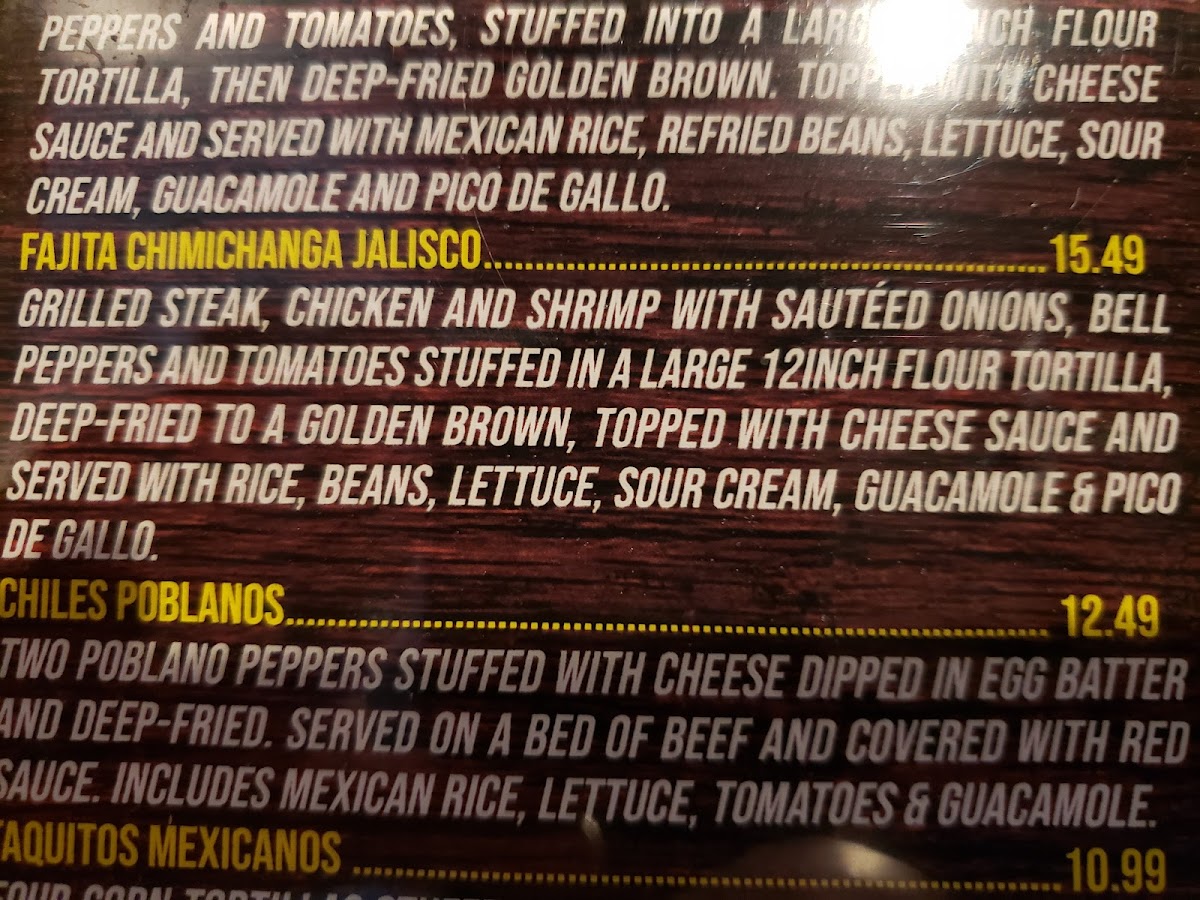 PEPPERS AND TOMATOES, STUFFED INTO A FLOUR
TORTILLA, THEN DEEP-FRIED GOLDEN BROWN. TOPPED WITH CHEESE
SAUCE AND SERVED WITH MEXICAN RICE, REFRIED BEANS, LETTUCE, SOUR
CREAM, GUACAMOLE AND PICO DE GALLO.
FAJITA CHIMICHANGA JALISCO 15.49
GRILLED STEAK, CHICKEN AND SHRIMP WITH SAUTÉED ONIONS, BELL
PEPPERS AND TOMATOES STUFFED IN A LARGE 12INCH FLOUR TORTILLA,
DEEP-FRIED TO A GOLDEN BROWN, TOPPED WITH CHEESE SAUCE AND
SERVED WITH RICE, BEANS, LETTUCE, SOUR CREAM, GUACAMOLE & PICO
DE GALLO.
CHILES POBLANOS 12.49
TWO POBLANO PEPPERS STUFFED WITH CHEESE DIPPED IN EGG BATTER
AND DEEP-FRIED. SERVED ON A BED OF BEEF AND COVERED WITH RED
SAUCE. INCLUDES MEXICAN RICE, LETTUCE, TOMATOES & GUACAMOLE.
TAQUITOS MEXICANOS 10.99
FOUR CORN TORTILLAS